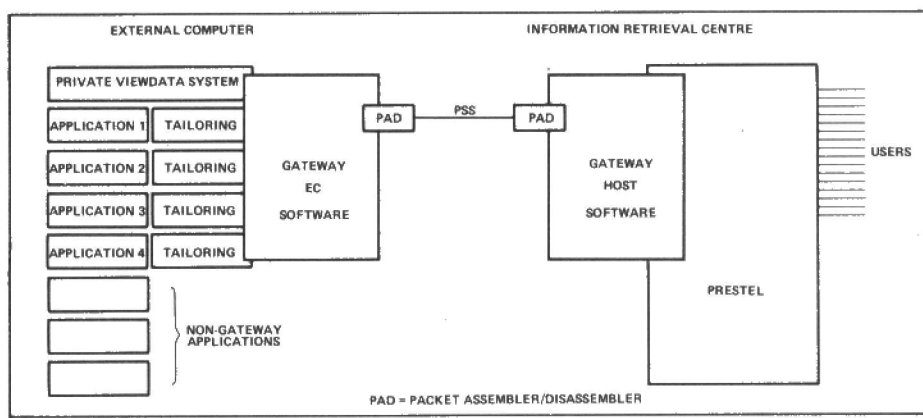 EXTERNAL COMPUTER
INFORMATION RETRIEVAL CENTRE
PRIVATE VIEWDATA SYSTEM
APPLICATION 1
TAILORING
APPLICATION 2
TAILORING
APPLICATION 3
TAILORING
APPLICATION 4
TAILORING
NON-GATEWAY
APPLICATIONS
GATEWAY
EC
SOFTWARE
PAD
PSS
PAD
GATEWAY
HOST
SOFTWARE
PRESTEL
USERS
PAD = PACKET ASSEMBLER/DISASSEMBLER